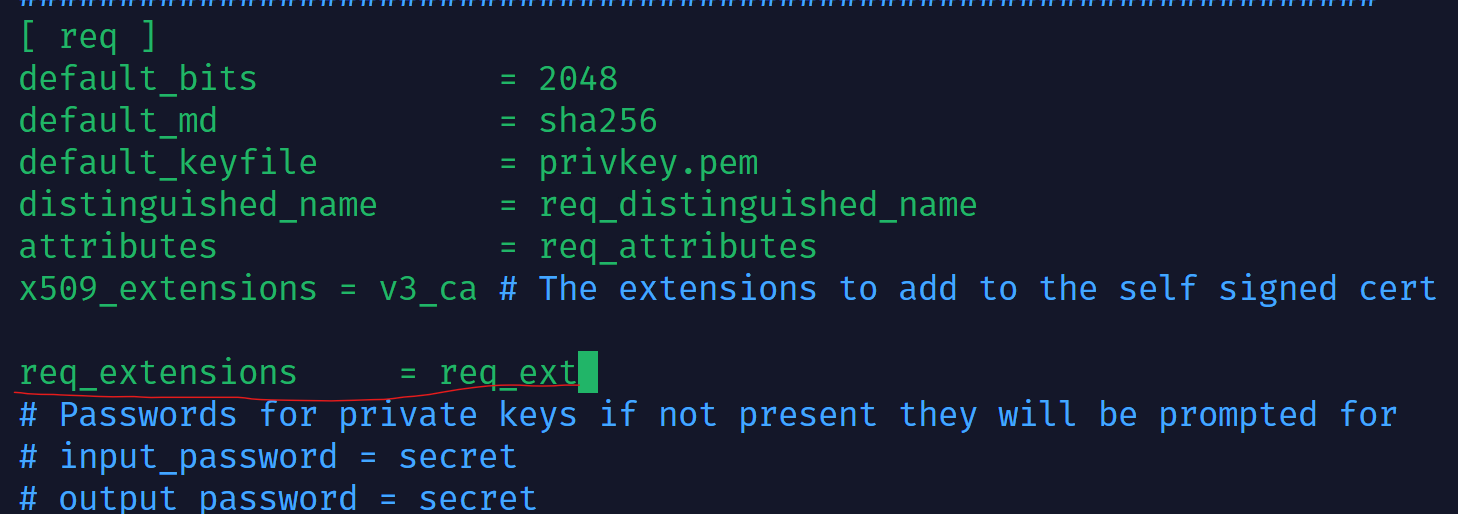 [ req ]
default_bits = 2048
default_md = sha256
default_keyfile = privkey.pem
distinguished_name = req_distinguished_name
attributes = req_attributes
x509_extensions = v3_ca # The extensions to add to the self signed cert
req_extensions = req_ext
# Passwords for private keys if not present they will be prompted for
# input_password = secret
# output_password = secret